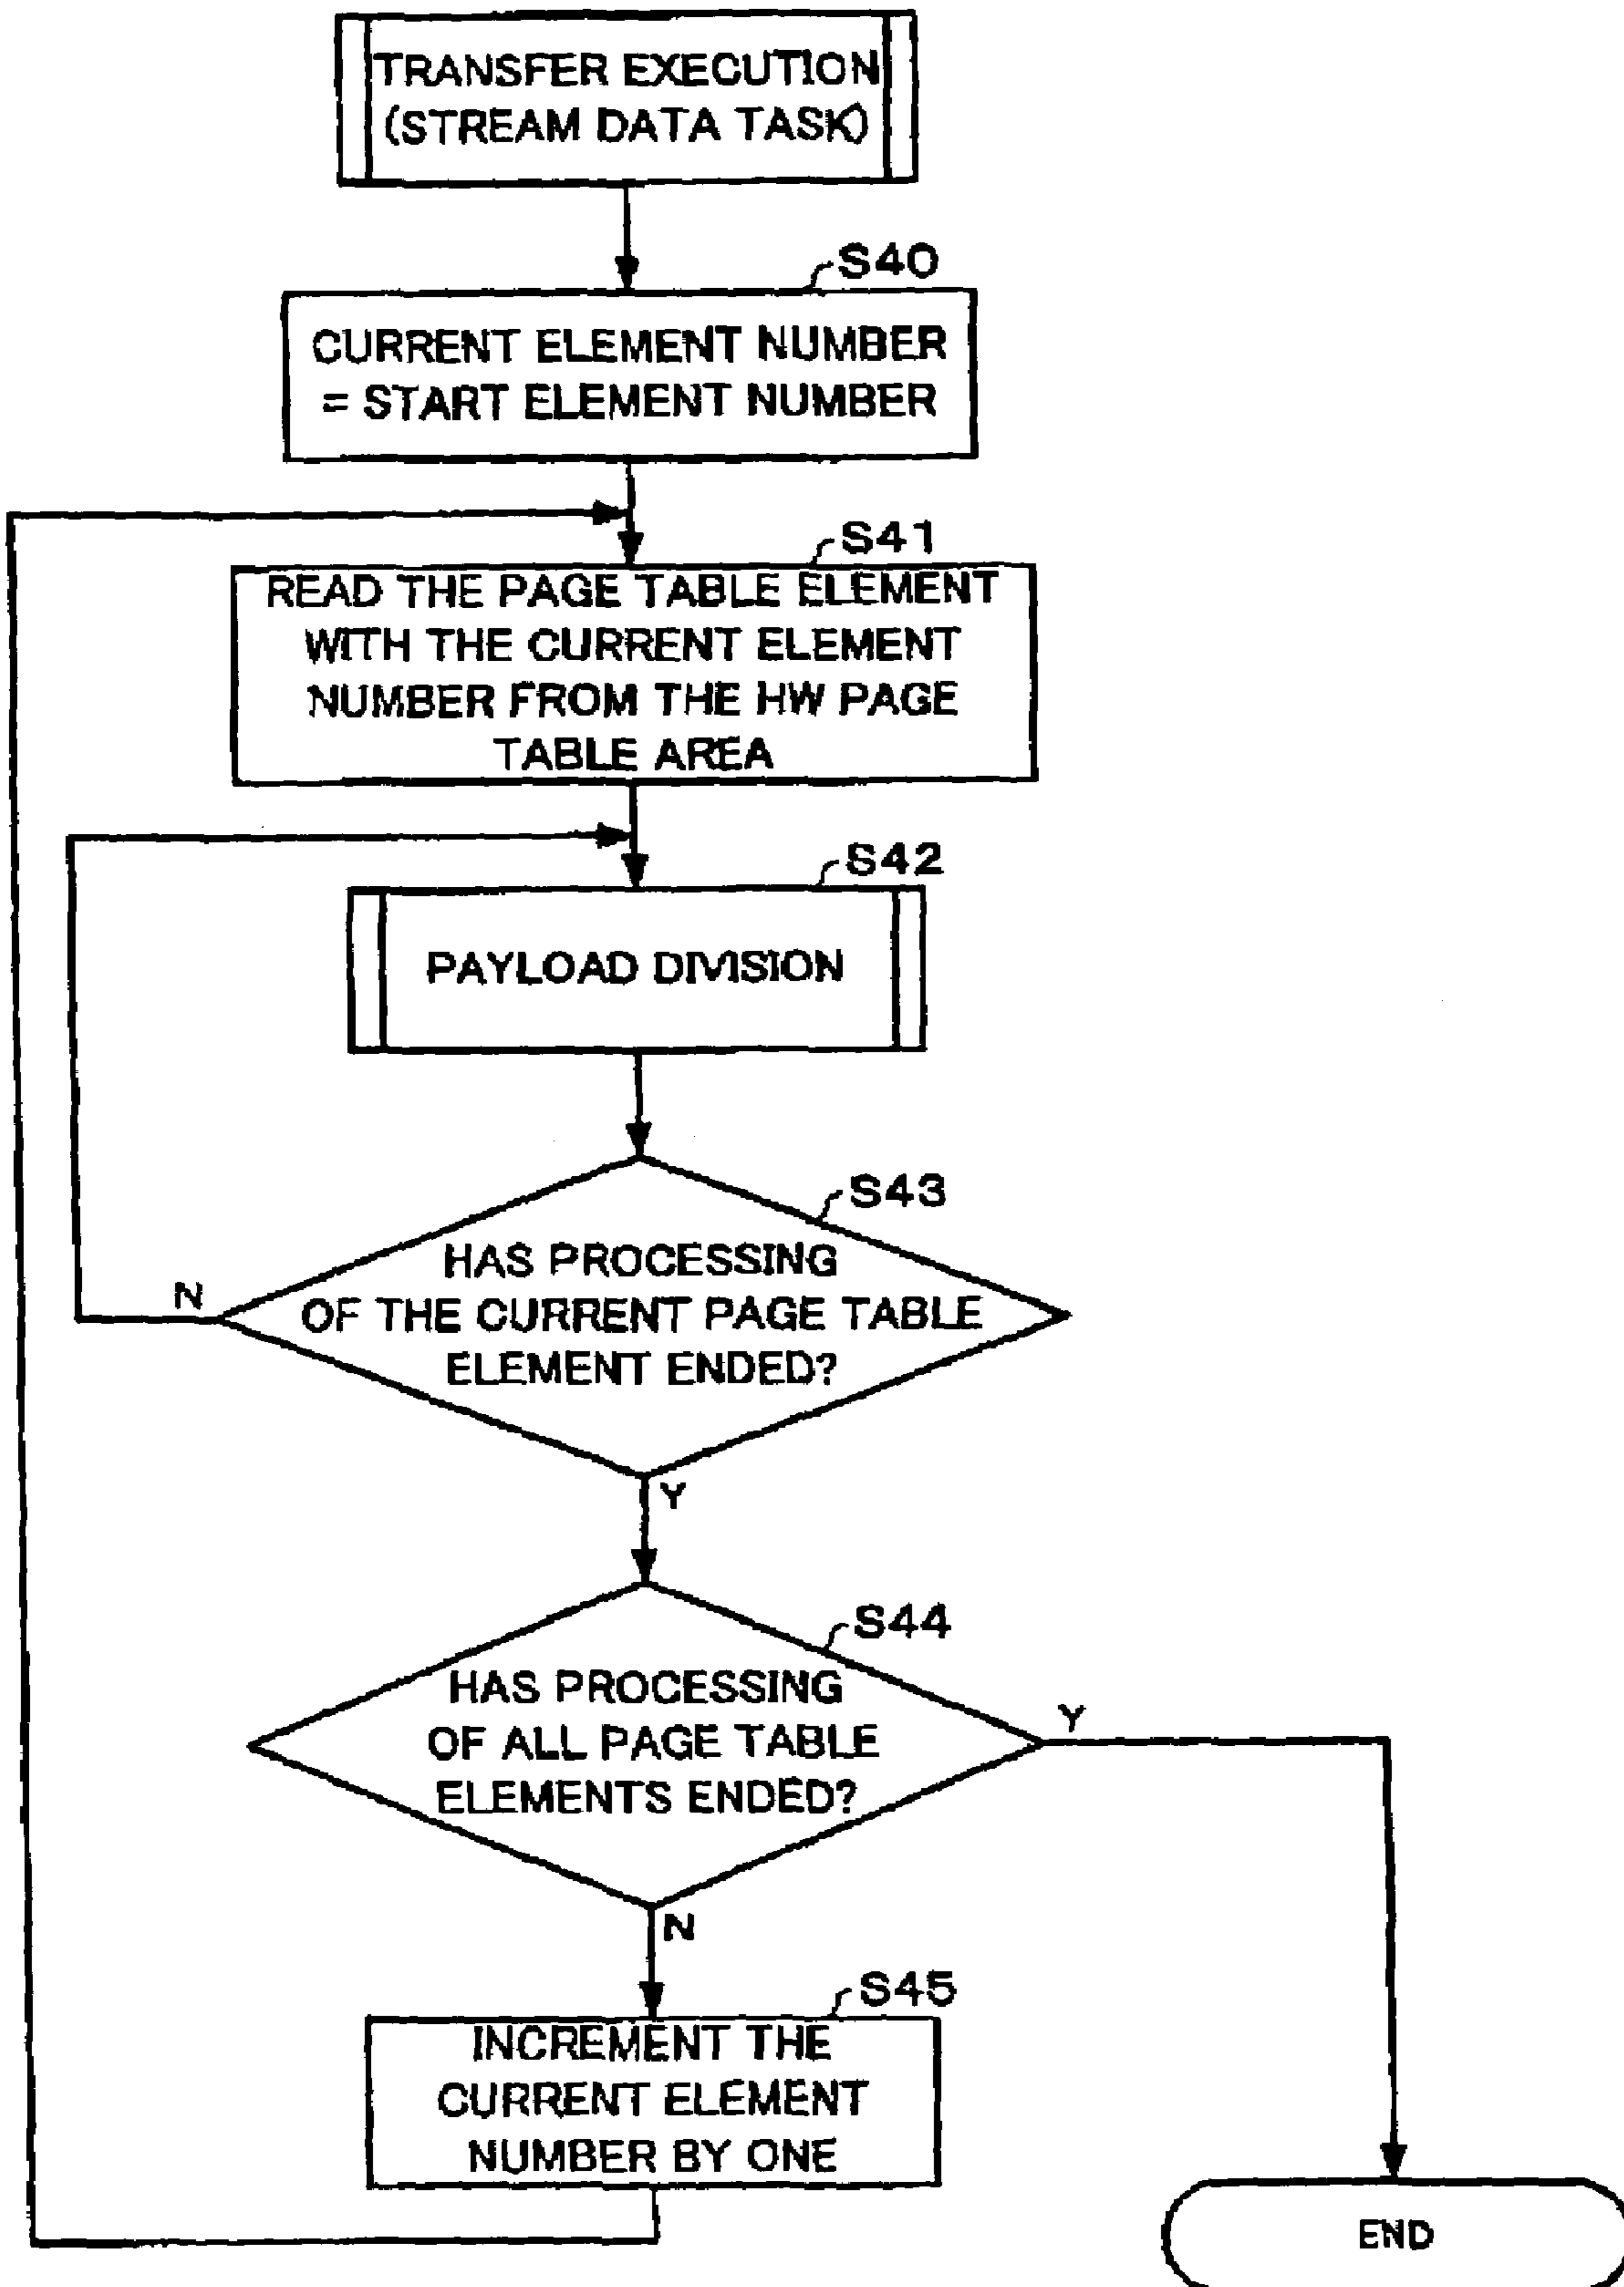 TRANSFER EXECUTION
(STREAM DATA TASK)
S40
CURRENT ELEMENT NUMBER
= START ELEMENT NUMBER
S41
READ THE PAGE TABLE ELEMENT
WITH THE CURRENT ELEMENT
NUMBER FROM THE HW PAGE
TABLE AREA
S42
PAYLOAD DIVISION
S43
HAS PROCESSING
OF THE CURRENT PAGE TABLE
ELEMENT ENDED?
N
Y
S44
HAS PROCESSING
OF ALL PAGE TABLE
ELEMENTS ENDED?
Y
N
S45
INCREMENT THE
CURRENT ELEMENT
NUMBER BY ONE
END